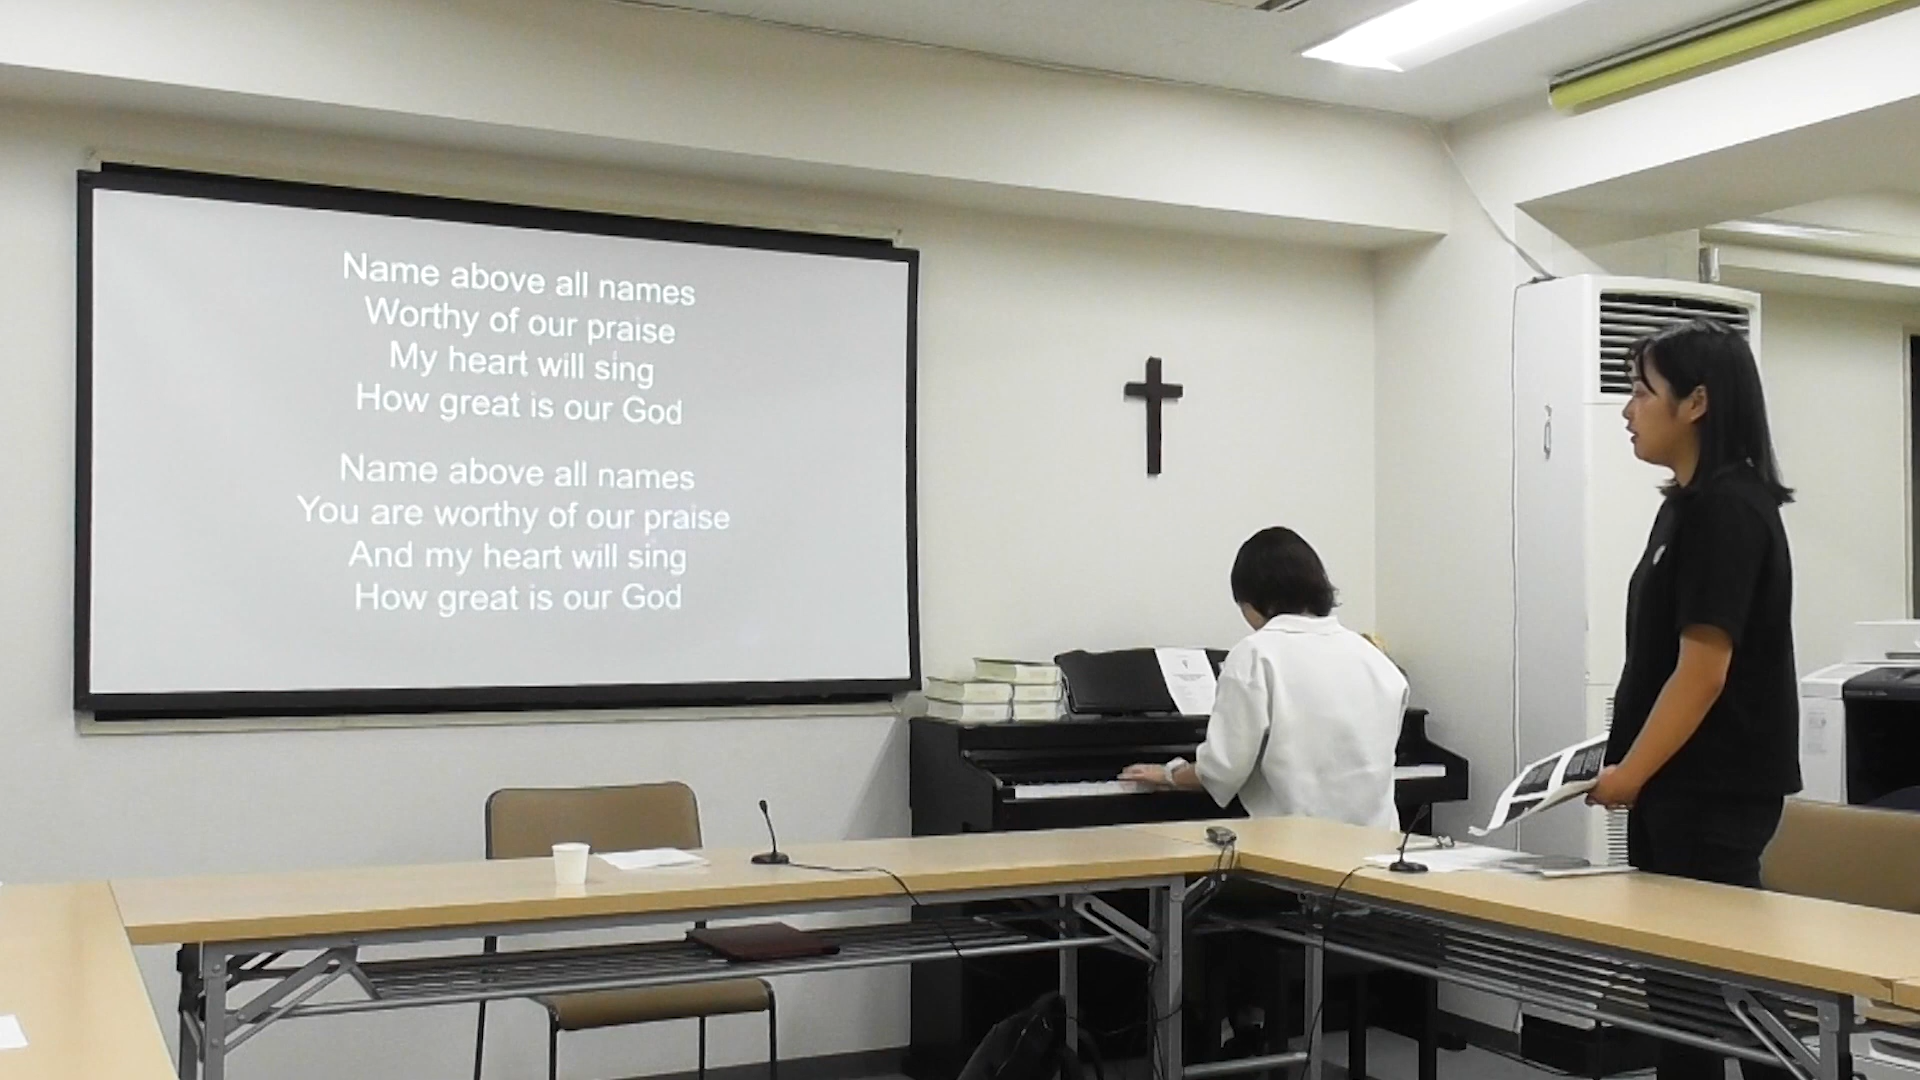 Name above all names
Worthy of our praise
My heart will sing
How great is our God
Name above all names
You are worthy of our praise
And my heart will sing
How great is our God